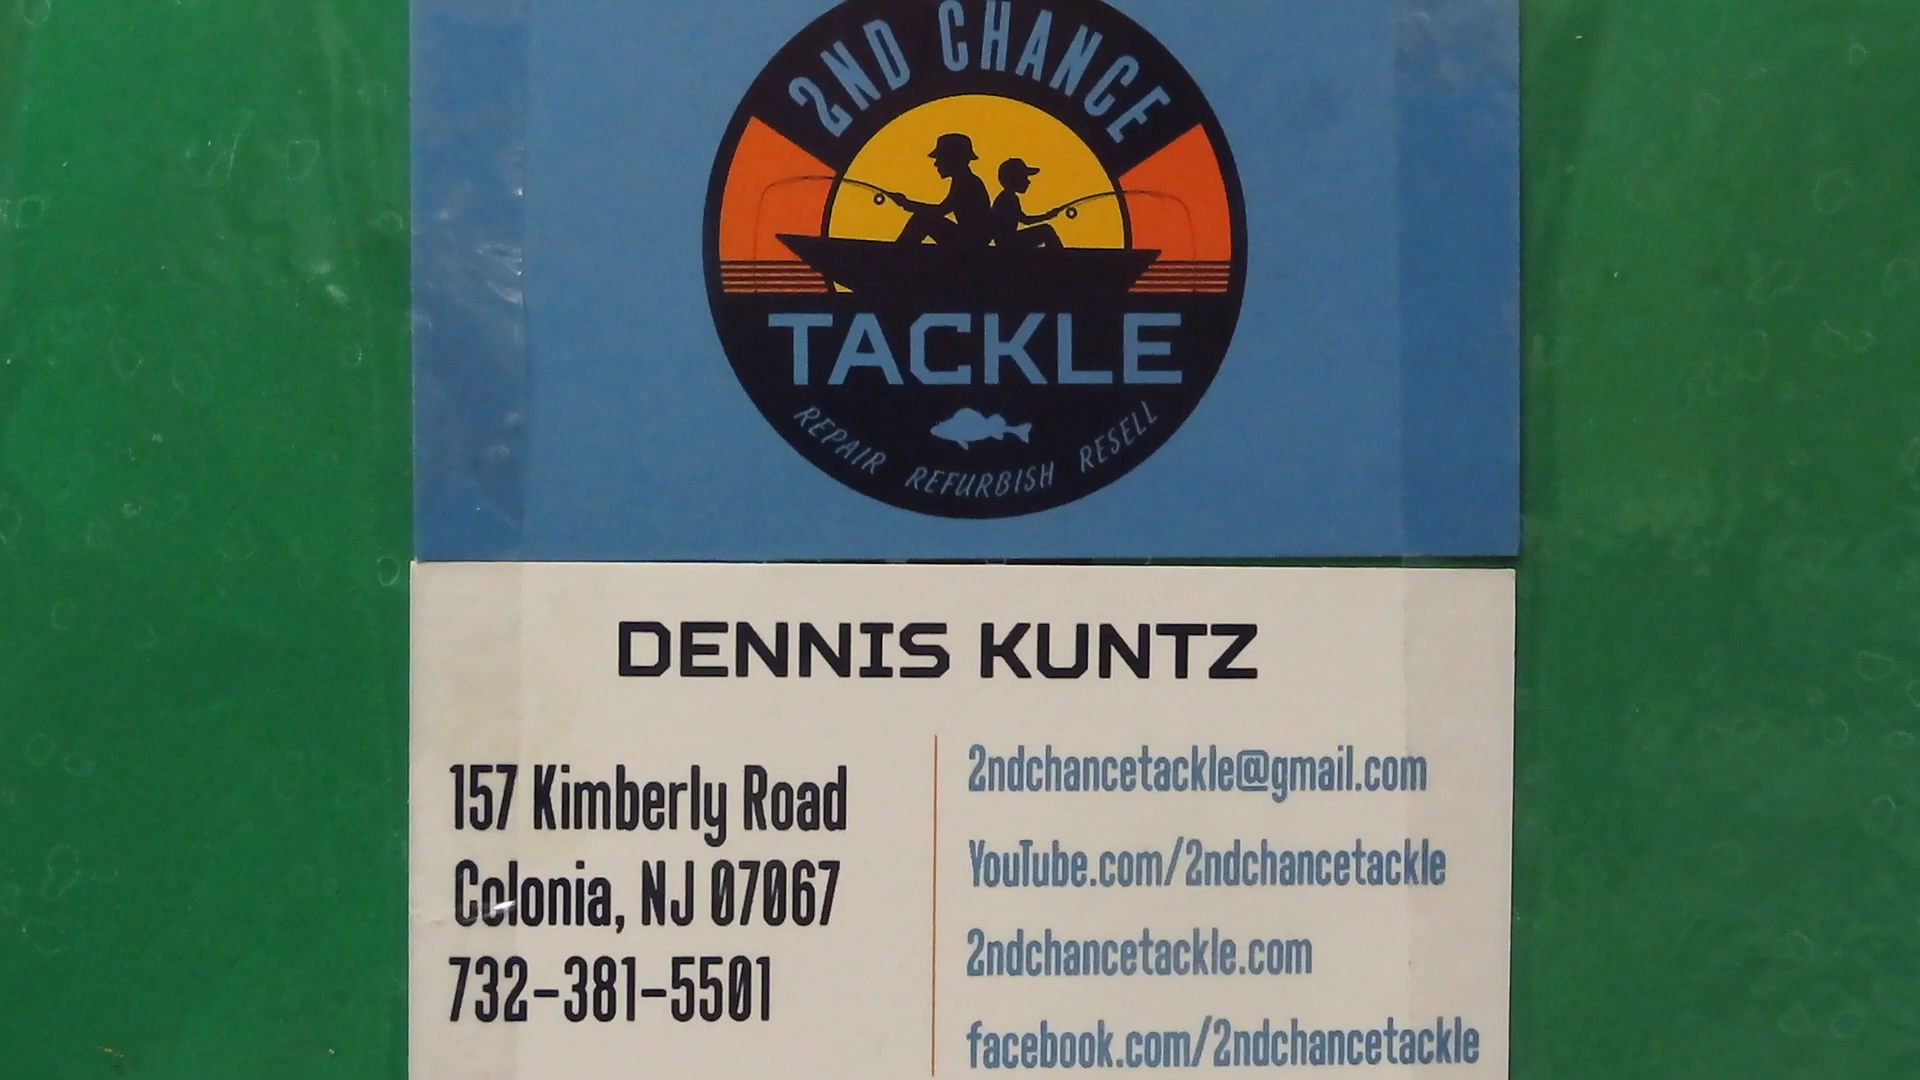 2ND CHANCE
TACKLE
REPAIR REFURBISH RESELL
DENNIS KUNTZ
157 Kimberly Road
Colonia, NJ 07067
732-381-5501
2ndchancetackle@gmail.com
YouTube.com/2ndchancetackle
2ndchancetackle.com
facebook.com/2ndchancetackle